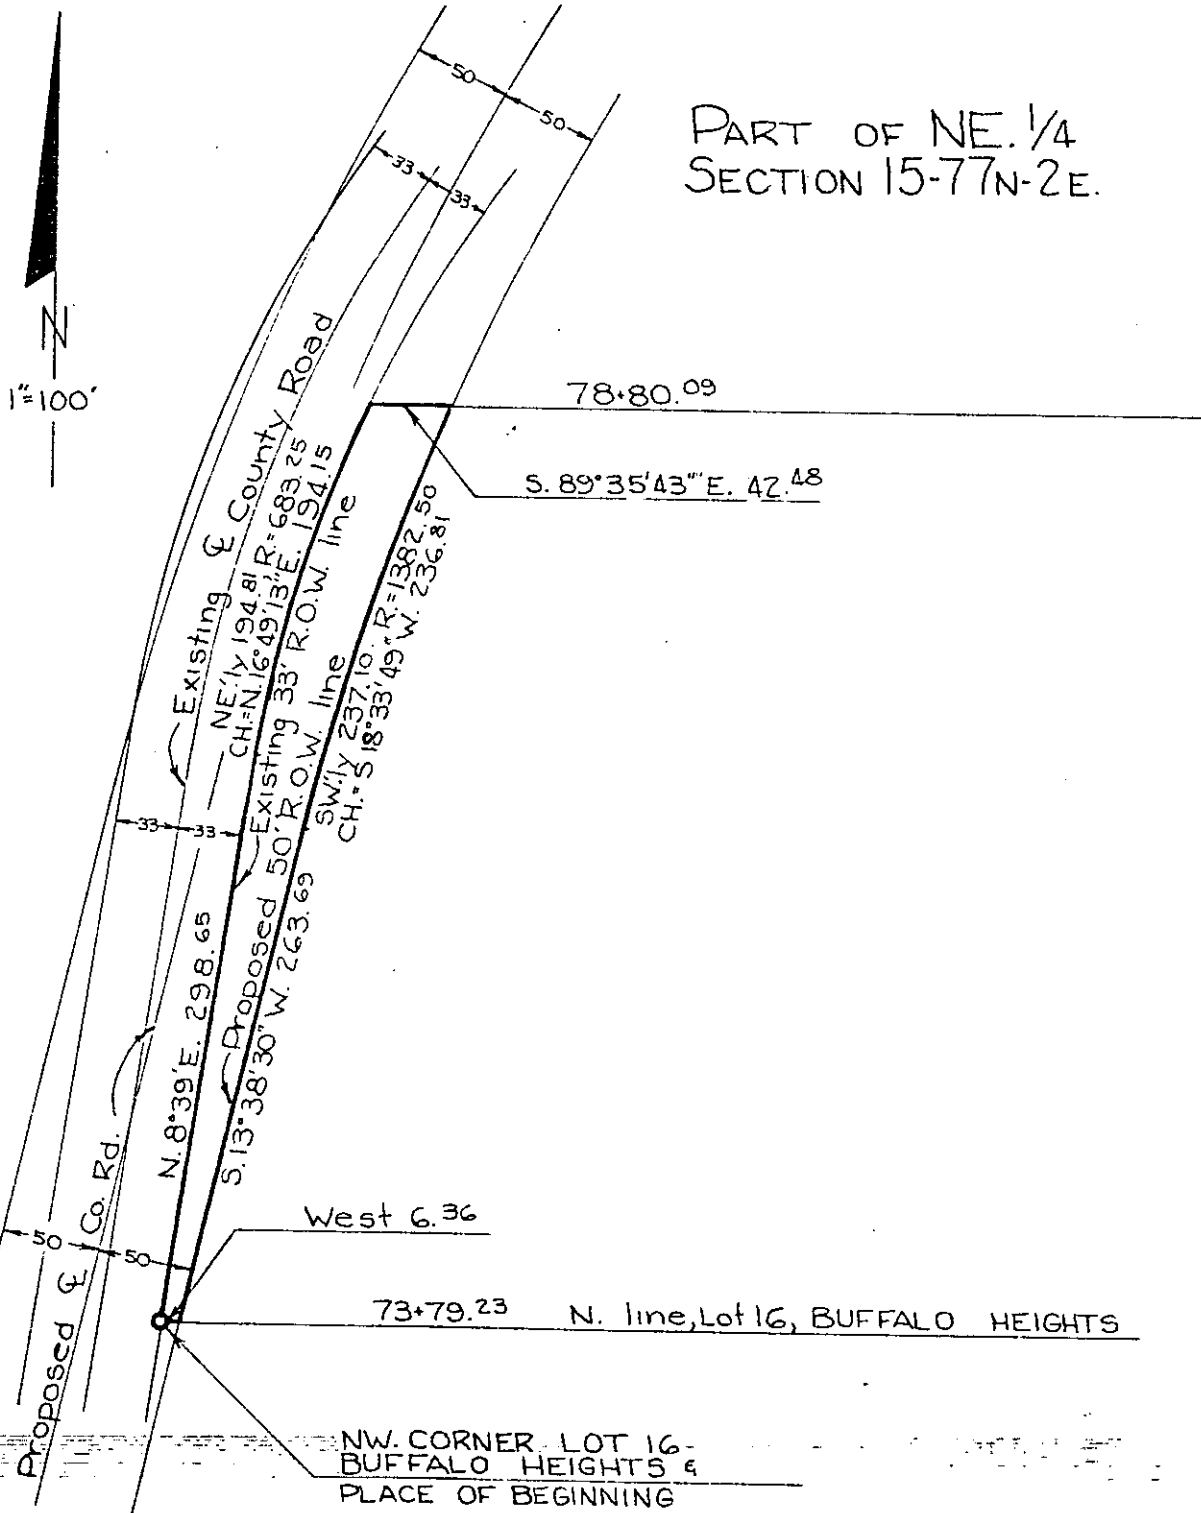 50
50
PART OF NE. 1/4
SECTION 15-77N-2E.
33
33
N
1"=100'
78+80.09
S. 89°35'43" E. 42.48
Existing ℄ County Road
NE'ly 194.81' R.=683.25
CH.=N.16°49'13"E. 194.15
Existing 33' R.O.W. line
Proposed 50' R.O.W. line
SW'ly 237.10' R.=1382.50
CH.=S 18°33'49" W. 236.81
33
33
N. 8°39'E. 298.65
S. 13°38'30" W. 263.69
Proposed ℄ Co. Rd.
50
50
West 6.36
73+79.23 N. line, Lot 16, BUFFALO HEIGHTS
NW. CORNER LOT 16-
BUFFALO HEIGHTS &
PLACE OF BEGINNING